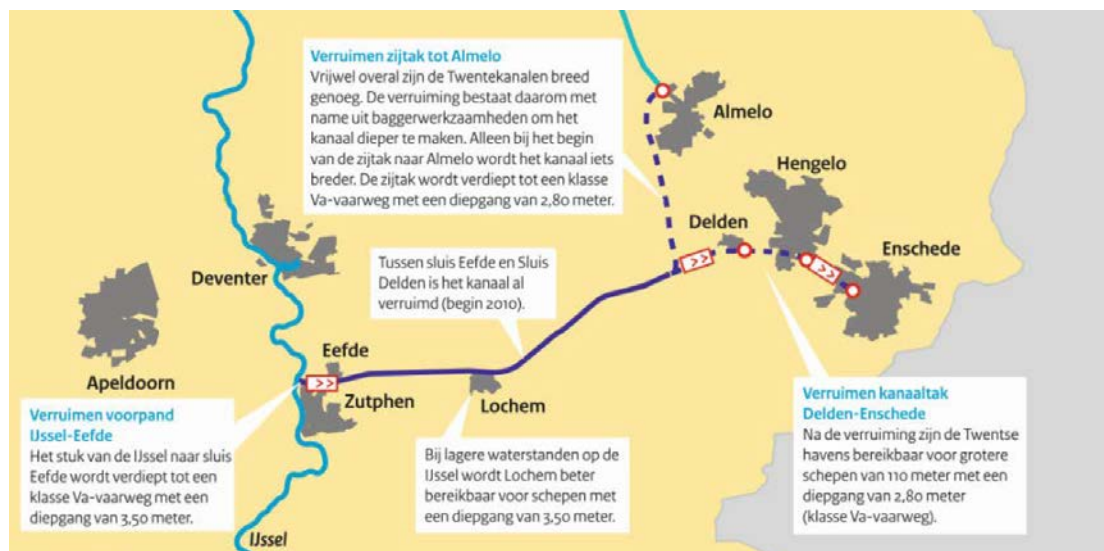 Verruimen zijtak tot Almelo
Vrijwel overal zijn de Twentekanalen breed
genoeg. De verruiming bestaat daarom met
name uit baggerwerkzaamheden om het
kanaal dieper te maken. Alleen bij het begin
van de zijtak naar Almelo wordt het kanaal iets
breder. De zijtak wordt verdiept tot een klasse
Va-vaarweg met een diepgang van 2,80 meter.
Almelo
Hengelo
Delden
Enschede
Deventer
Tussen sluis Eefde en Sluis
Delden is het kanaal al
verruimd (begin 2010).
Apeldoorn
Eefde
Zutphen
Lochem
Verruimen voorpand
IJssel-Eefde
Het stuk van de IJssel naar sluis
Eefde wordt verdiept tot een
klasse Va-vaarweg met een
diepgang van 3,50 meter.
Bij lagere waterstanden op de
IJssel wordt Lochem beter
bereikbaar voor schepen met
een diepgang van 3,50 meter.
Verruimen kanaaltak
Delden-Enschede
Na de verruiming zijn de Twentse
havens bereikbaar voor grotere
schepen van 110 meter met een
diepgang van 2,80 meter
(klasse Va-vaarweg).
IJssel